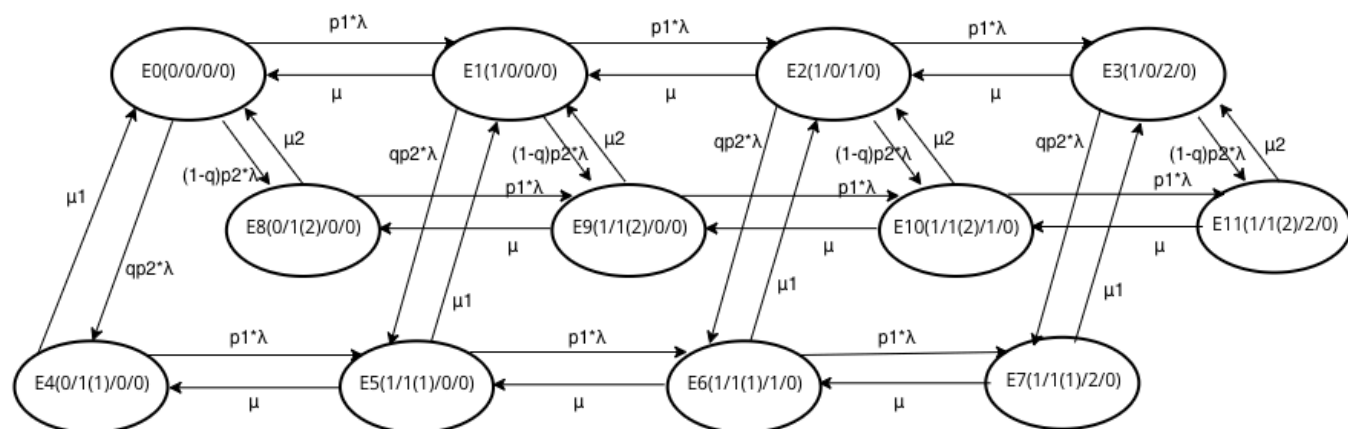 p1*λ
p1*λ
p1*λ
E0(0/0/0/0)
E1(1/0/0/0)
E2(1/0/1/0)
E3(1/0/2/0)
μ
μ
μ
μ2
μ2
μ2
μ2
qp2*λ
qp2*λ
qp2*λ
(1-q)p2*λ
(1-q)p2*λ
(1-q)p2*λ
(1-q)p2*λ
μ1
p1*λ
p1*λ
p1*λ
E8(0/1(2)/0/0)
E9(1/1(2)/0/0)
E10(1/1(2)/1/0)
E11(1/1(2)/2/0)
μ
μ
μ
qp2*λ
μ1
μ1
μ1
p1*λ
p1*λ
p1*λ
E4(0/1(1)/0/0)
E5(1/1(1)/0/0)
E6(1/1(1)/1/0)
E7(1/1(1)/2/0)
μ
μ
μ